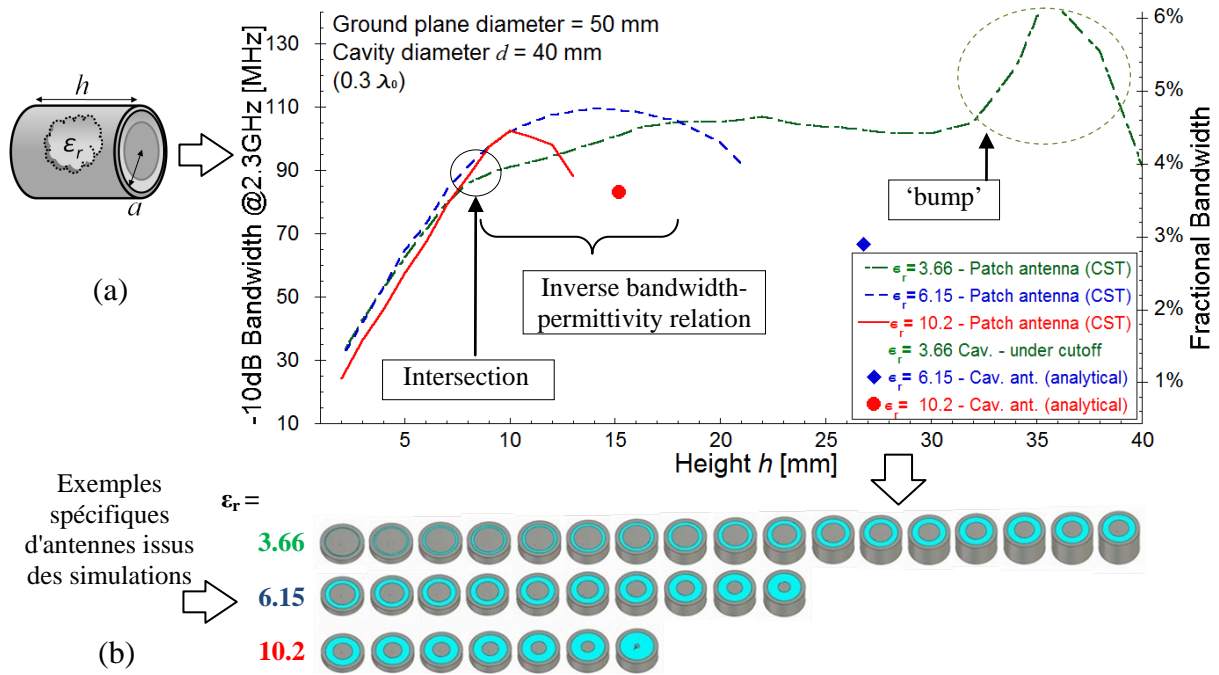 (a)
h
εr
a
Ground plane diameter = 50 mm
Cavity diameter d = 40 mm
(0.3 λ0)
-10dB Bandwidth @2.3GHz [MHz]
130
110
90
70
50
30
10
6%
5%
4%
3%
2%
1%
Fractional Bandwidth
'bump'
Inverse bandwidth-
permittivity relation
Intersection
εr = 3.66 - Patch antenna (CST)
εr = 6.15 - Patch antenna (CST)
εr = 10.2 - Patch antenna (CST)
εr = 3.66 Cav. - under cutoff
εr = 6.15 - Cav. ant. (analytical)
εr = 10.2 - Cav. ant. (analytical)
5 10 15 20 25 30 35 40
Height h [mm]
Exemples
spécifiques
d'antennes issus
des simulations
(b)
εr =
3.66
6.15
10.2